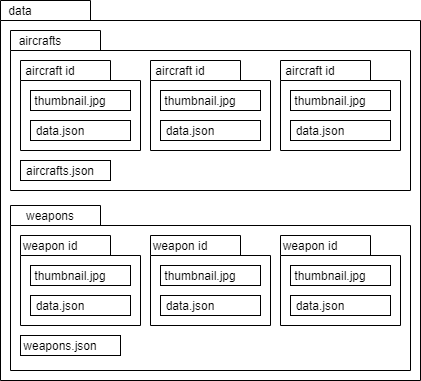 data
aircrafts
aircraft id aircraft id aircraft id
thumbnail.jpg thumbnail.jpg thumbnail.jpg
data.json data.json data.json
aircrafts.json
weapons
weapon id weapon id weapon id
thumbnail.jpg thumbnail.jpg thumbnail.jpg
data.json data.json data.json
weapons.json